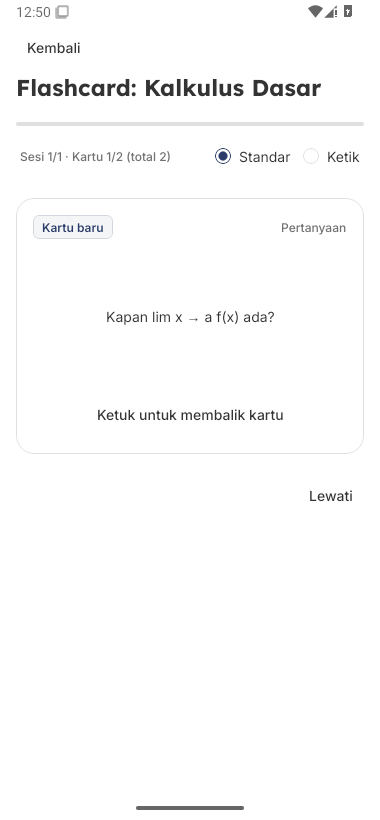 12:50
Kembali
Flashcard: Kalkulus Dasar
Sesi 1/1 · Kartu 1/2 (total 2)
Standar
Ketik
Kartu baru
Pertanyaan
Kapan lim x → a f(x) ada?
Ketuk untuk membalik kartu
Lewati